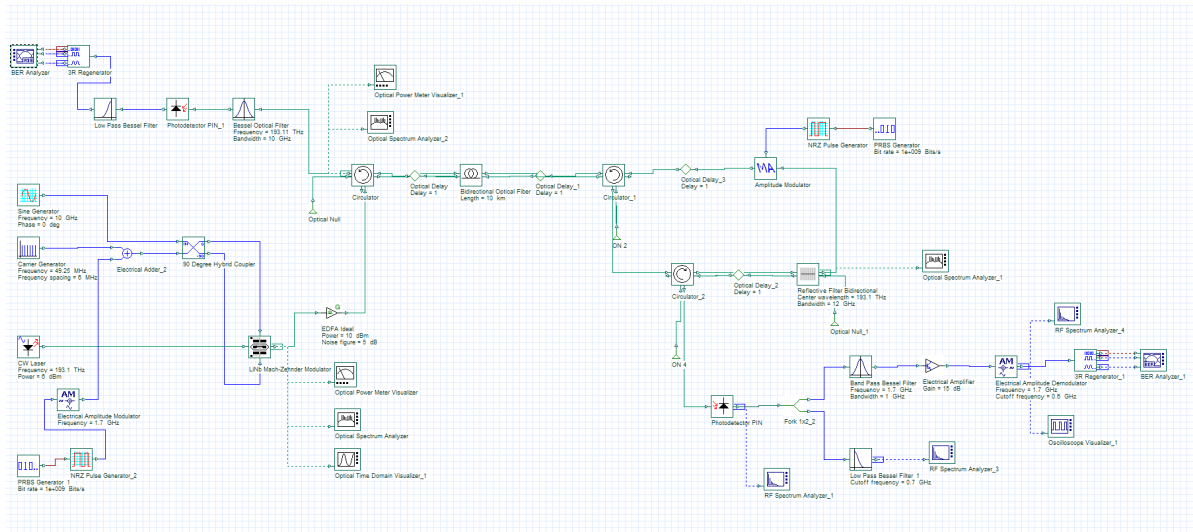 BER Analyzer
3R Regenerator
Low Pass Bessel Filter
Photodetector PIN_1
Bessel Optical Filter
Frequency = 193.11 THz
Bandwidth = 10 GHz
Optical Power Meter Visualizer_1
Optical Spectrum Analyzer_2
Circulator
Optical Null
Optical Delay
Delay = 1
Bidirectional Optical Fiber
Length = 10 km
Optical Delay_1
Delay = 1
Circulator_1
ON 2
Optical Delay_3
Delay = 1
Amplitude Modulator
NRZ Pulse Generator
PRBS Generator
Bit rate = 1e+009 Bits/s
Sine Generator
Frequency = 10 GHz
Phase = 0 deg
Carrier Generator
Frequency = 49.25 MHz
Frequency spacing = 6 MHz
Electrical Adder_2
90 Degree Hybrid Coupler
Circulator_2
Optical Delay_2
Delay = 1
Reflective Filter Bidirectional
Center wavelength = 193.1 THz
Bandwidth = 12 GHz
Optical Null_1
Optical Spectrum Analyzer_1
EDFA Ideal
Power = 10 dBm
Noise figure = 5 dB
CW Laser
Frequency = 193.1 THz
Power = 6 dBm
LiNb Mach-Zehnder Modulator
ON 4
RF Spectrum Analyzer_4
AM
Electrical Amplitude Modulator
Frequency = 1.7 GHz
Optical Power Meter Visualizer
Optical Spectrum Analyzer
Optical Time Domain Visualizer_1
PRBS Generator_1
Bit rate = 1e+009 Bits/s
NRZ Pulse Generator_2
Photodetector PIN
Fork 1x2_2
Band Pass Bessel Filter
Frequency = 1.7 GHz
Bandwidth = 1 GHz
Electrical Amplifier
Gain = 15 dB
AM
Electrical Amplitude Demodulator
Frequency = 1.7 GHz
Cutoff frequency = 0.6 GHz
3R Regenerator_1
BER Analyzer_1
Oscilloscope Visualizer_1
Low Pass Bessel Filter 1
Cutoff frequency = 0.7 GHz
RF Spectrum Analyzer_3
RF Spectrum Analyzer_1